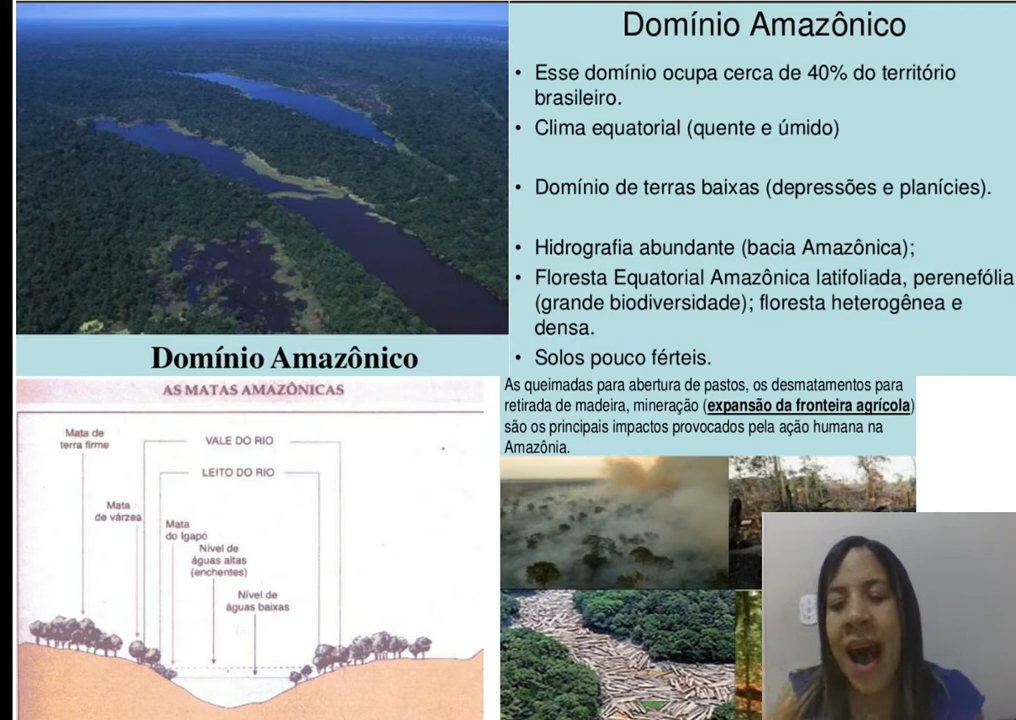 Domínio Amazônico
• Esse domínio ocupa cerca de 40% do território
brasileiro.
• Clima equatorial (quente e úmido)
• Domínio de terras baixas (depressões e planícies).
• Hidrografia abundante (bacia Amazônica);
• Floresta Equatorial Amazônica latifoliada, perenefólia
(grande biodiversidade); floresta heterogênea e
densa.
• Solos pouco férteis.
Domínio Amazônico
AS MATAS AMAZÔNICAS
Mata de
terra firme
VALE DO RIO
LEITO DO RIO
Mata
de várzea
Mata
do Igapó
Nível de
águas altas
(enchentes)
Nível de
águas baixas
As queimadas para abertura de pastos, os desmatamentos para
retirada de madeira, mineração (expansão da fronteira agrícola)
são os principais impactos provocados pela ação humana na
Amazônia.